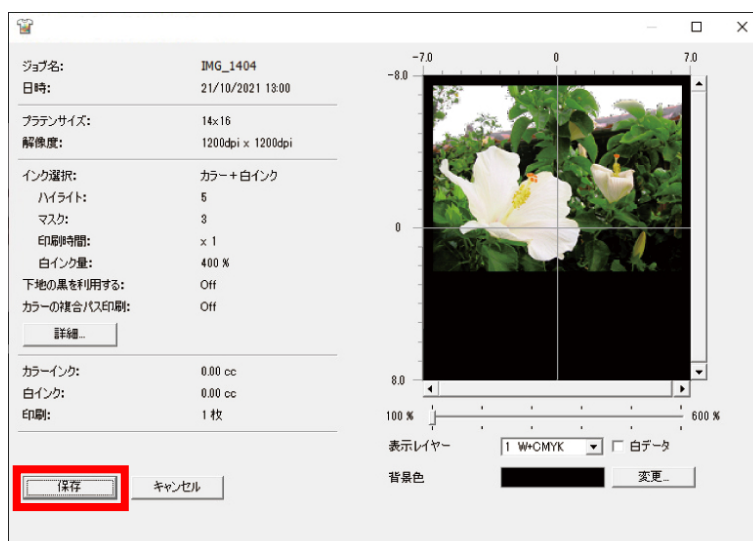 ジョブ名: IMG_1404
日時: 21/10/2021 13:00
プラテンサイズ: 14x16
解像度: 1200dpi x 1200dpi
インク選択: カラー+白インク
ハイライト: 5
マスク: 3
印刷時間: x 1
白インク量: 400 %
下地の黒を利用する: Off
カラーの複合パス印刷: Off
詳細...
カラーインク: 0.00 cc
白インク: 0.00 cc
印刷: 1 枚
保存 キャンセル
-7.0 0 7.0
-8.0
0
8.0
100 % 600 %
表示レイヤー 1 W+CMYK 白データ
背景色 変更...